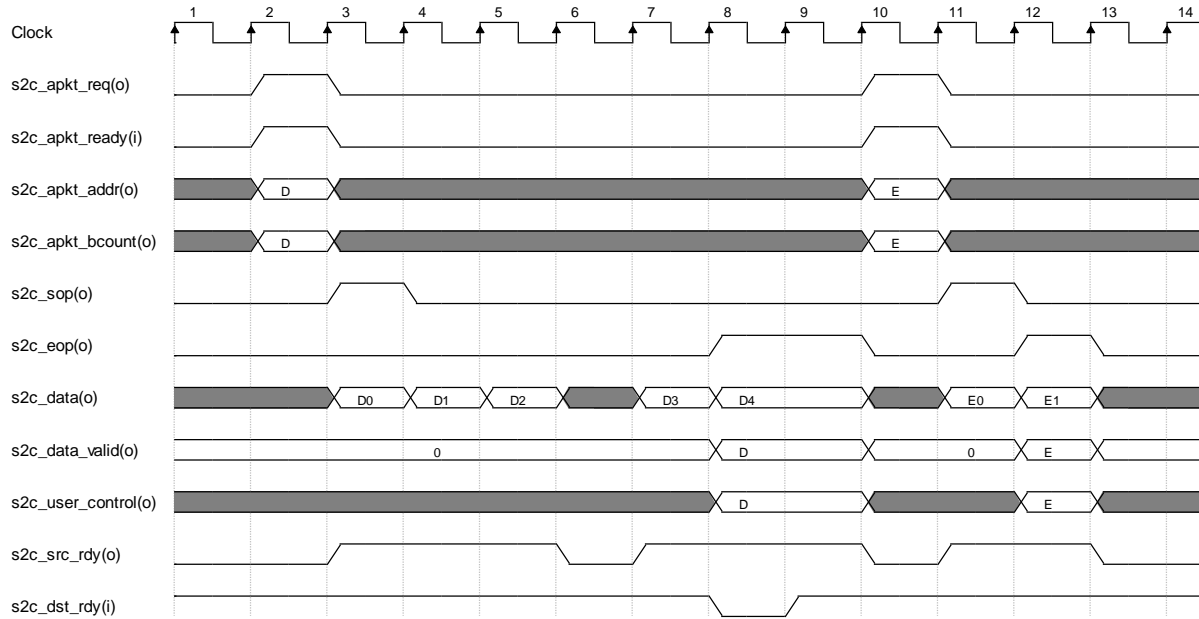 1 2 3 4 5 6 7 8 9 10 11 12 13 14
Clock
s2c_apkt_req(o)
s2c_apkt_ready(i)
s2c_apkt_addr(o) D E
s2c_apkt_bcount(o) D E
s2c_sop(o)
s2c_eop(o)
s2c_data(o) D0 D1 D2 D3 D4 E0 E1
s2c_data_valid(o) 0 D 0 E
s2c_user_control(o) D E
s2c_src_rdy(o)
s2c_dst_rdy(i)